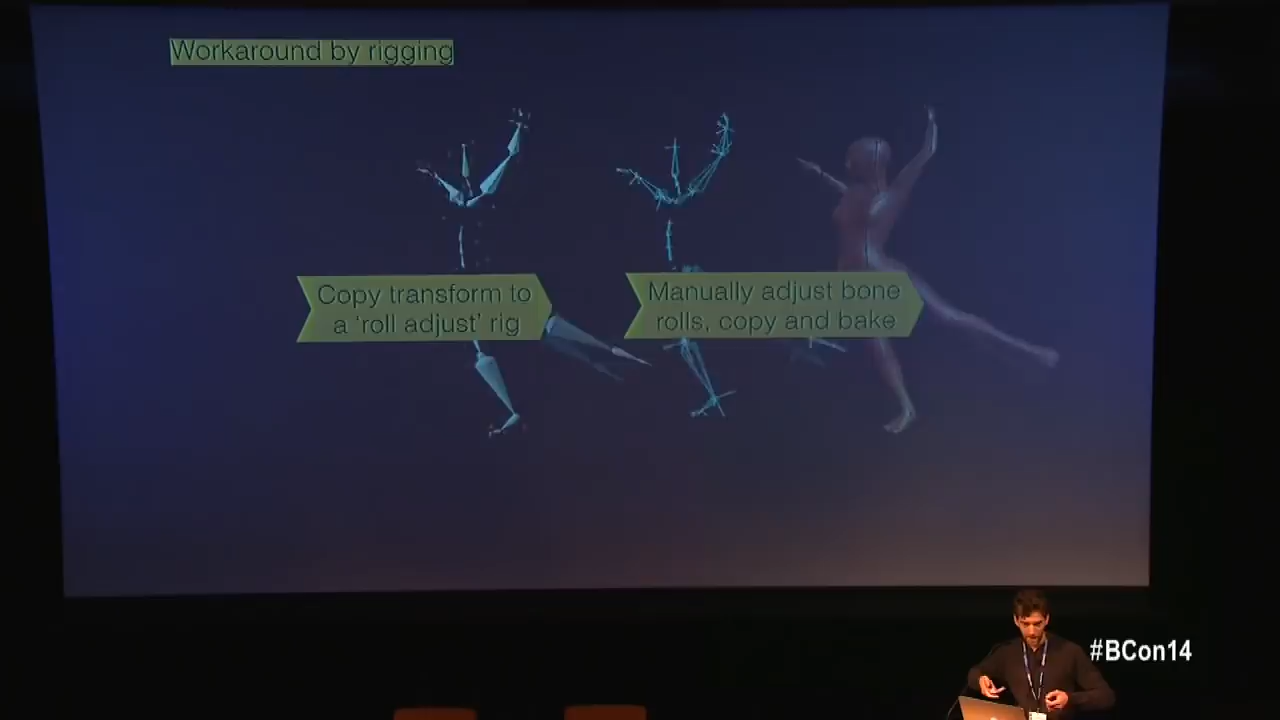 Workaround by rigging
Copy transform to
a ‘roll adjust’ rig
Manually adjust bone
rolls, copy and bake
#BCon14